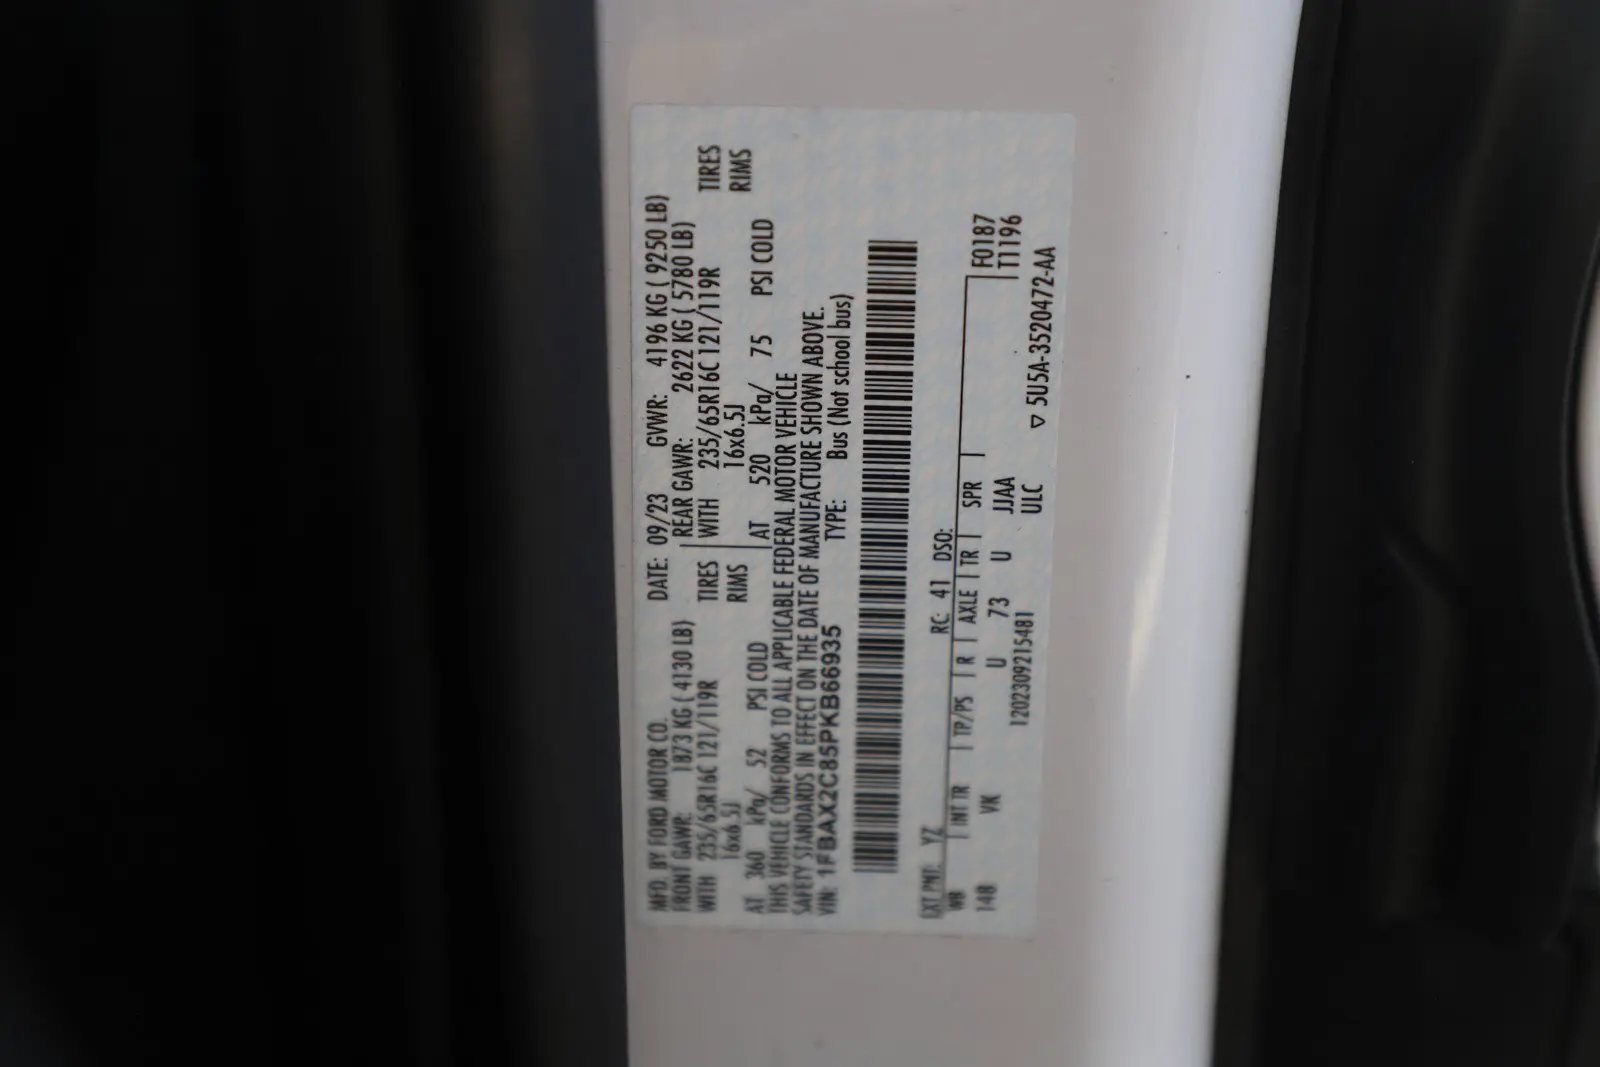 MFD. BY FORD MOTOR CO. DATE: 09/23 GVWR: 4196 KG ( 9250 LB)
FRONT GAWR: 1873 KG ( 4130 LB) REAR GAWR: 2622 KG ( 5780 LB)
WITH 235/65R16C 121/119R TIRES WITH 235/65R16C 121/119R TIRES
16x6.5J RIMS 16x6.5J RIMS
AT 360 kPa/ 52 PSI COLD AT 520 kPa/ 75 PSI COLD
THIS VEHICLE CONFORMS TO ALL APPLICABLE FEDERAL MOTOR VEHICLE
SAFETY STANDARDS IN EFFECT ON THE DATE OF MANUFACTURE SHOWN ABOVE.
VIN: 1FBAX2C85PKB66935 TYPE: Bus (Not school bus)
EXT PNT: YZ RC: 41 DSO:
WB INT TR TP/PS R AXLE TR SPR F0187
148 VK U 73 U JJAA T1196
120230921548​1 ULC
▽ 5U5A-3520472-AA